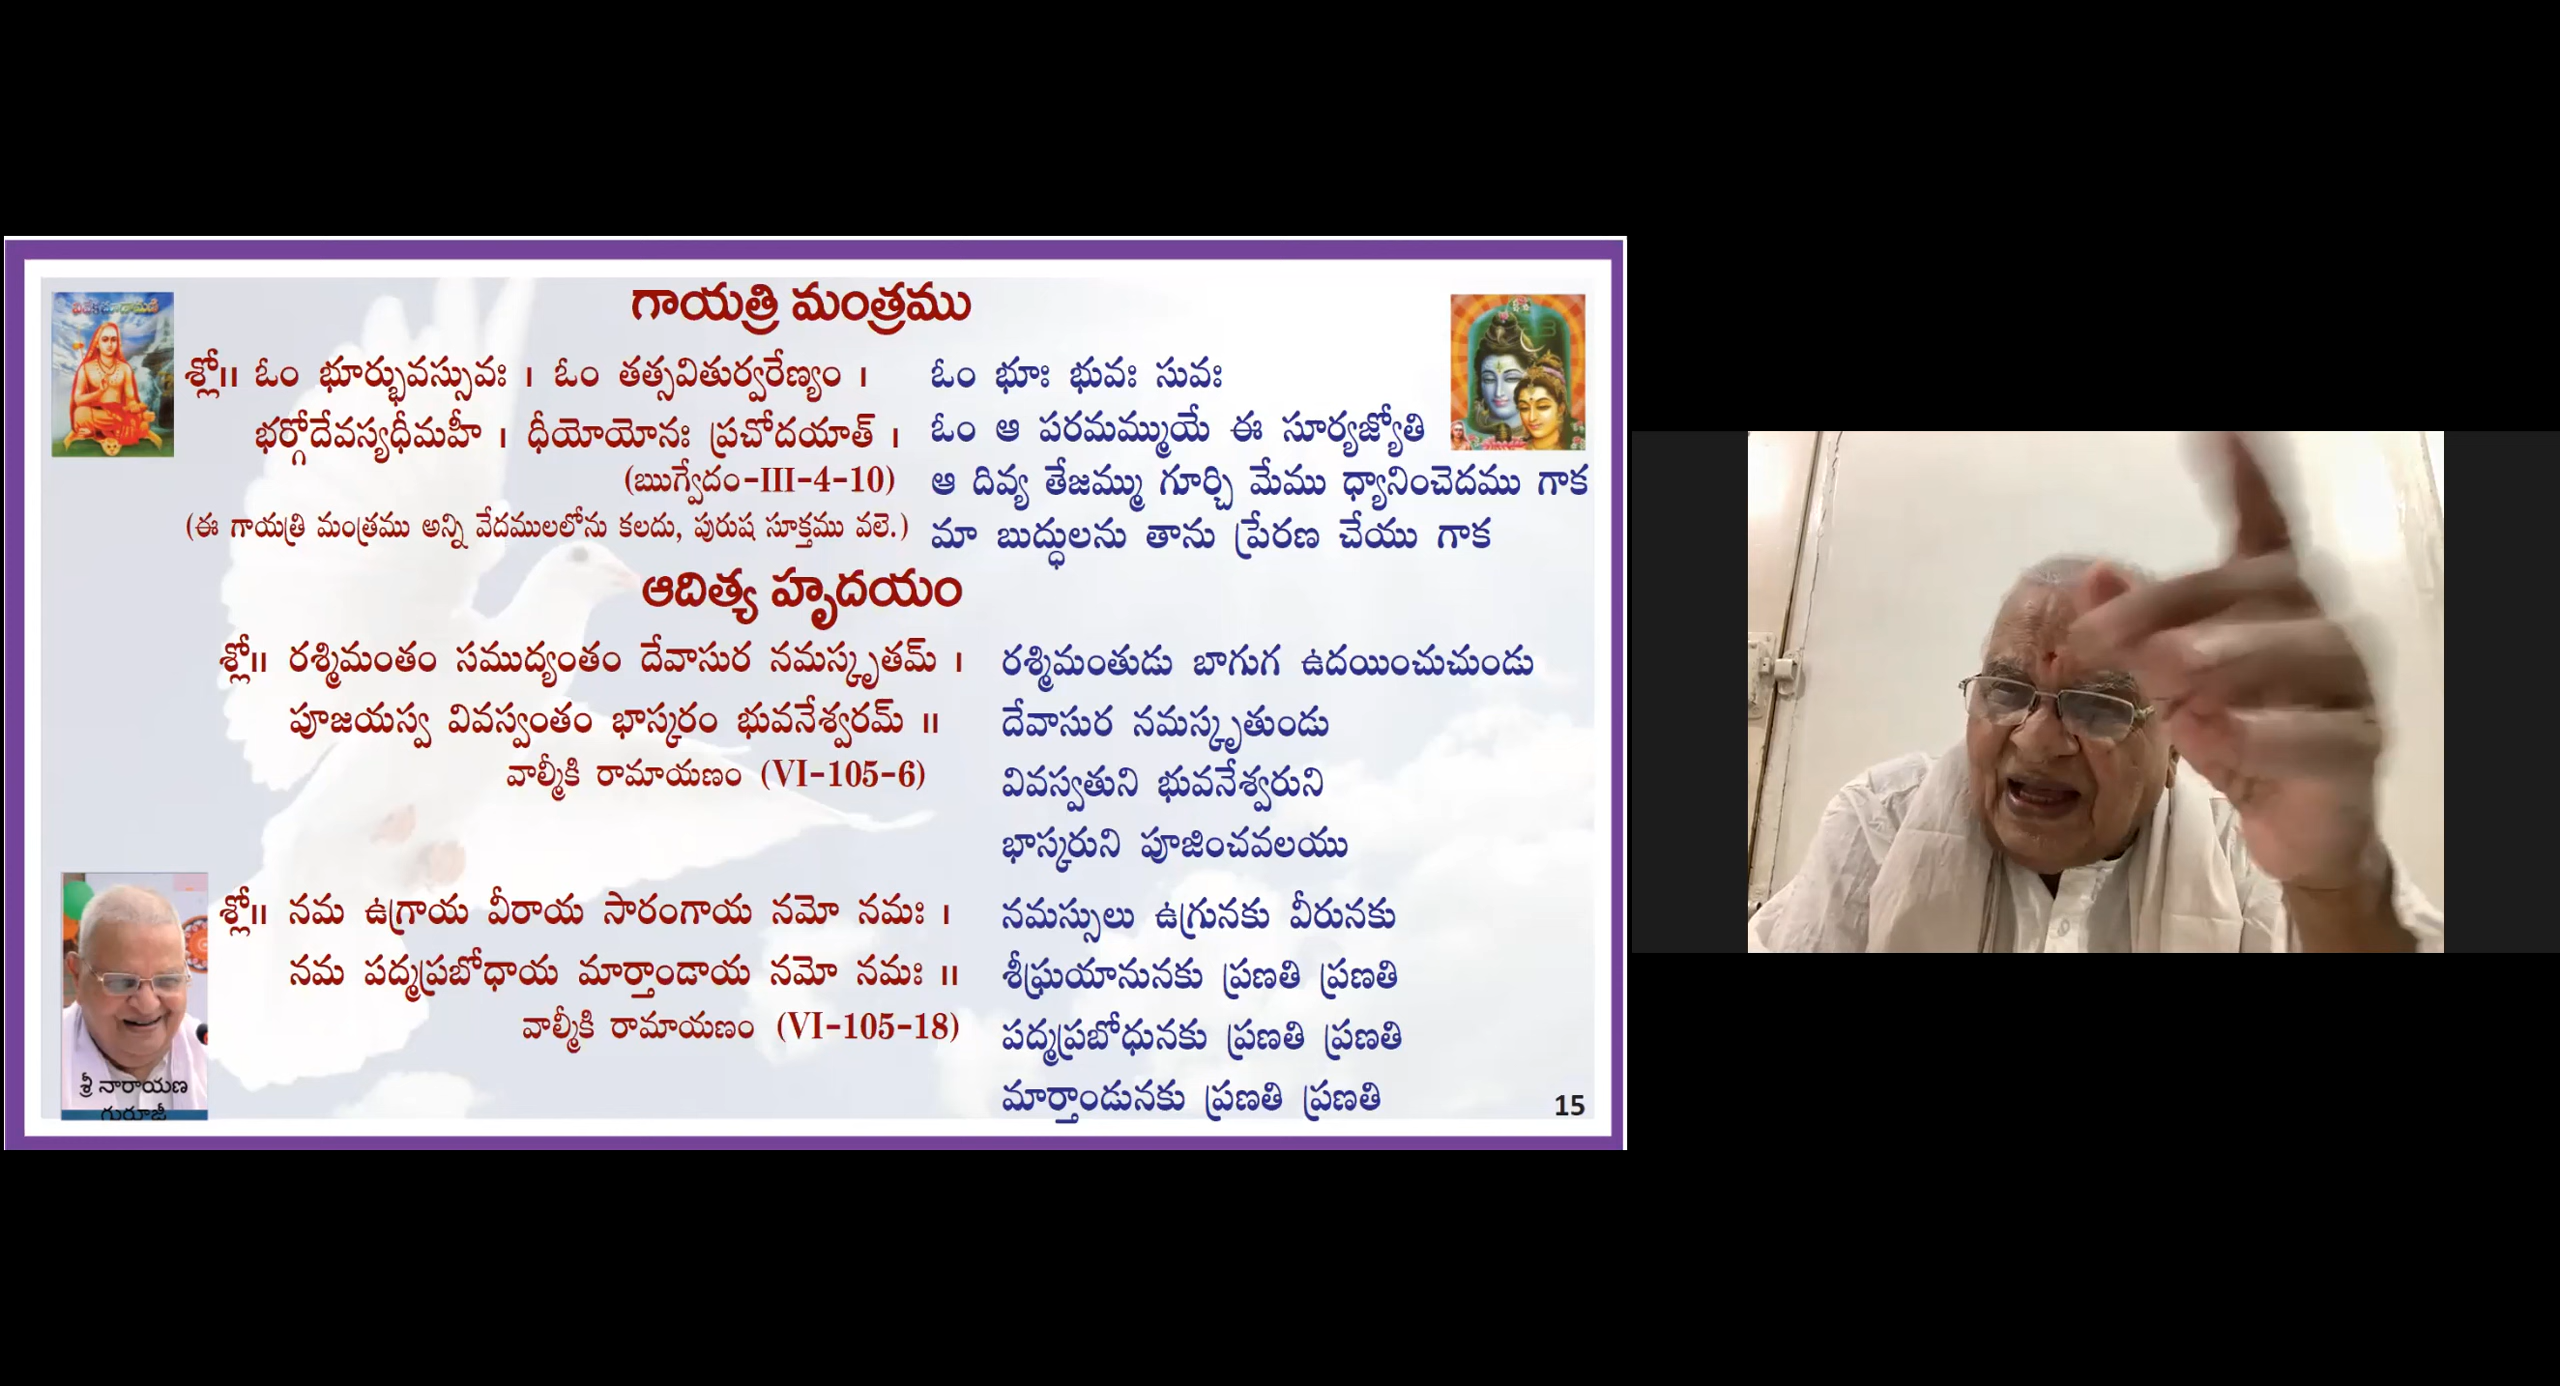 గాయత్రి మంత్రము
శ్లో॥ ఓం భూర్భువస్సువః । ఓం తత్సవితుర్వరేణ్యం ।
భర్గోదేవస్యధీమహీ । ధీయోయోనః ప్రచోదయాత్ ।
(ఋగ్వేదం-III-4-10)
(ఈ గాయత్రి మంత్రము అన్ని వేదములలోను కలదు, పురుష సూక్తము వలె.)
ఓం భూః భువః సువః
ఓం ఆ పరమమ్ముయే ఈ సూర్యజ్యోతి
ఆ దివ్య తేజమ్ము గూర్చి మేము ధ్యానించెదము గాక
మా బుద్ధులను తాను ప్రేరణ చేయు గాక
ఆదిత్య హృదయం
శ్లో॥ రశ్మిమంతం సముద్యంతం దేవాసుర నమస్కృతమ్ ।
పూజయస్వ వివస్వంతం భాస్కరం భువనేశ్వరమ్ ॥
వాల్మీకి రామాయణం (VI-105-6)
రశ్మిమంతుడు బాగుగ ఉదయించుచుండు
దేవాసుర నమస్కృతుండు
వివస్వతుని భువనేశ్వరుని
భాస్కరుని పూజించవలయు
శ్లో॥ నమ ఉగ్రాయ వీరాయ సారంగాయ నమో నమః ।
నమ పద్మప్రబోధాయ మార్తాండాయ నమో నమః ॥
వాల్మీకి రామాయణం (VI-105-18)
నమస్సులు ఉగ్రునకు వీరునకు
శీఘ్రయానునకు ప్రణతి ప్రణతి
పద్మప్రబోధునకు ప్రణతి ప్రణతి
మార్తాండునకు ప్రణతి ప్రణతి
శ్రీ నారాయణ
గురూజీ
15